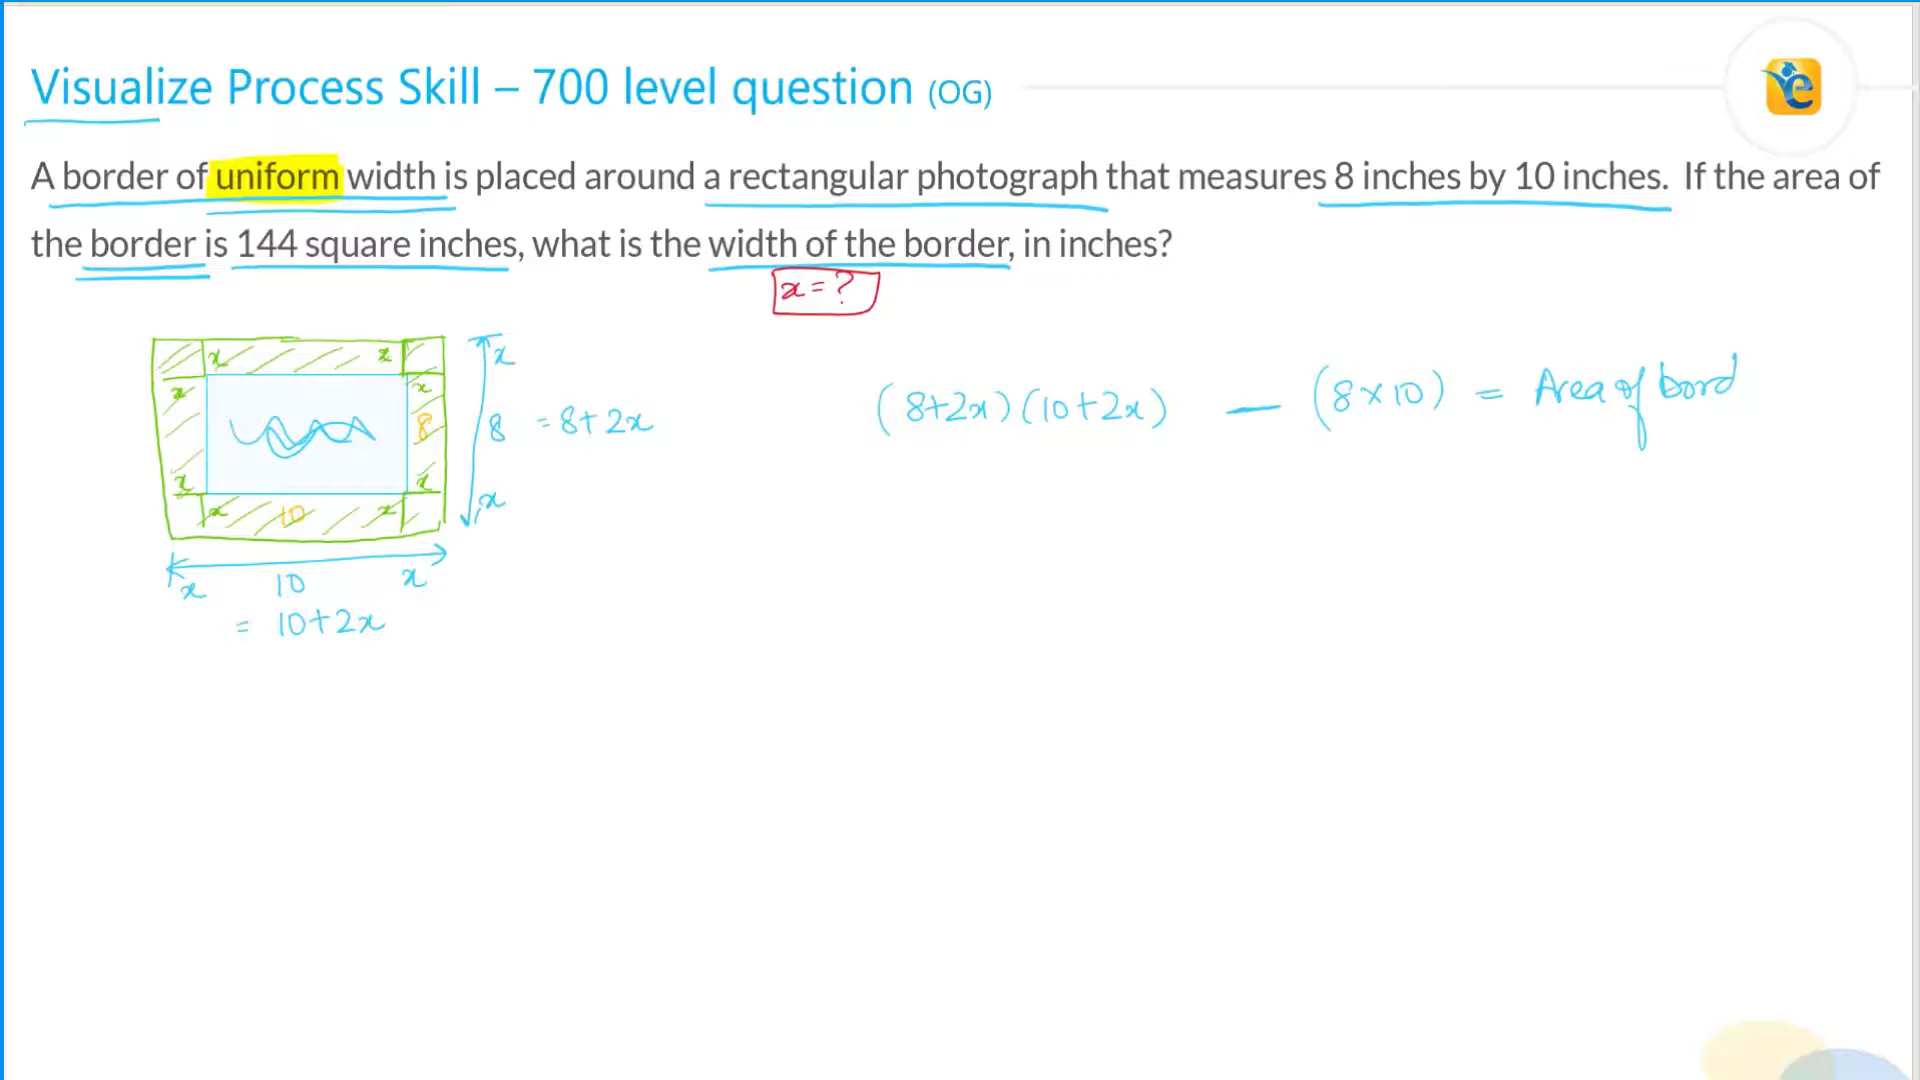 Visualize Process Skill – 700 level question (OG)
A border of uniform width is placed around a rectangular photograph that measures 8 inches by 10 inches. If the area of
the border is 144 square inches, what is the width of the border, in inches?
x = ?
x x x
x x 8 = 8 + 2x
8
x x x
x 10 x
x 10 x
= 10 + 2x
(8+2x)(10+2x) — (8×10) = Area of bord
e